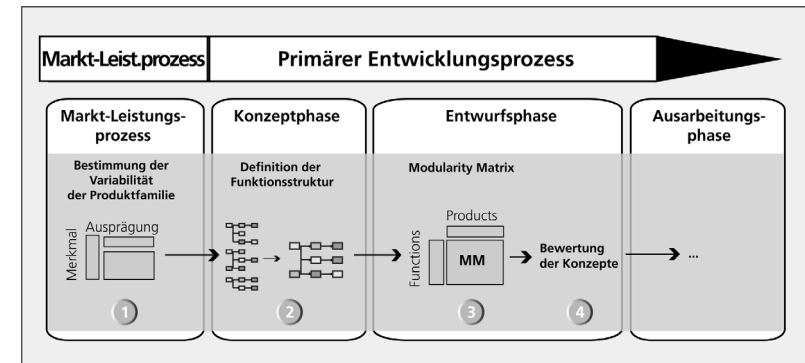 Markt-Leist.prozess
Primärer Entwicklungsprozess
Markt-Leistungs-
prozess
Bestimmung der
Variabilität
der Produktfamilie
Ausprägung
Merkmal
1
Konzeptphase
Definition der
Funktionsstruktur
2
Entwurfsphase
Modularity Matrix
Products
Functions
MM
Bewertung
der Konzepte
3
4
Ausarbeitungs-
phase
...